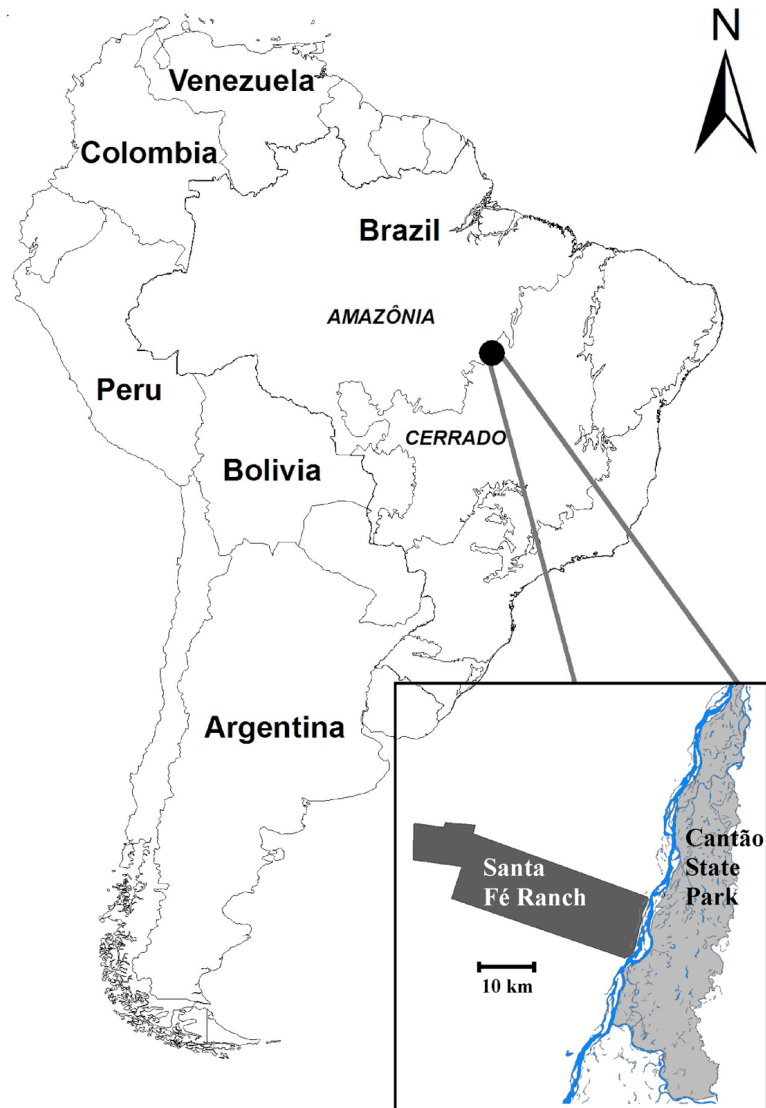 N
Venezuela
Colombia
Brazil
AMAZÔNIA
Peru
CERRADO
Bolivia
Argentina
Santa
Fé Ranch
Cantão
State
Park
10 km